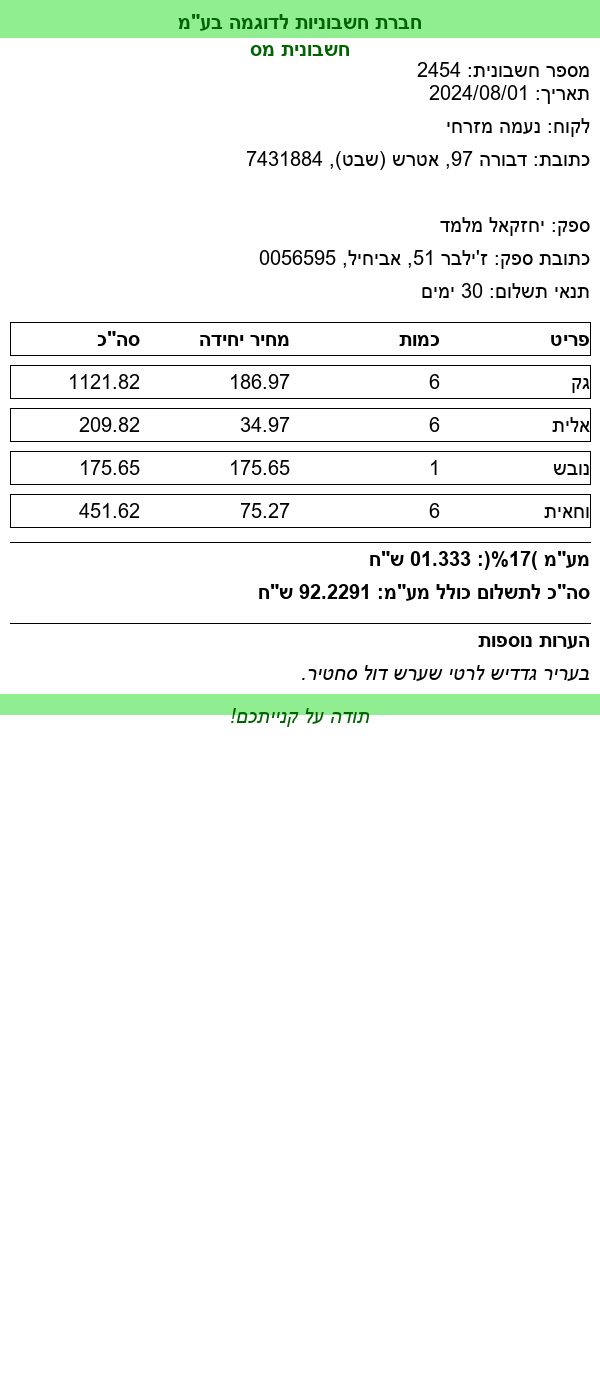 חברת חשבוניות לדוגמה בע"מ
חשבונית מס
מספר חשבונית: 2454
תאריך: 2024/08/01
לקוח: נעמה מזרחי
כתובת: דבורה 97, אטרש (שבט), 7431884
ספק: יחזקאל מלמד
כתובת ספק: ז'ילבר 51, אביחיל, 0056595
תנאי תשלום: 30 ימים
פריט כמות מחיר יחידה סה"כ
גק 6 186.97 1121.82
אלית 6 34.97 209.82
נובש 1 175.65 175.65
וחאית 6 75.27 451.62
מע"מ )17%(: 01.333 ש"ח
סה"כ לתשלום כולל מע"מ: 92.2291 ש"ח
הערות נוספות
בעריר גדדיש לרטי שערש דול סחטיר.
תודה על קנייתכם!